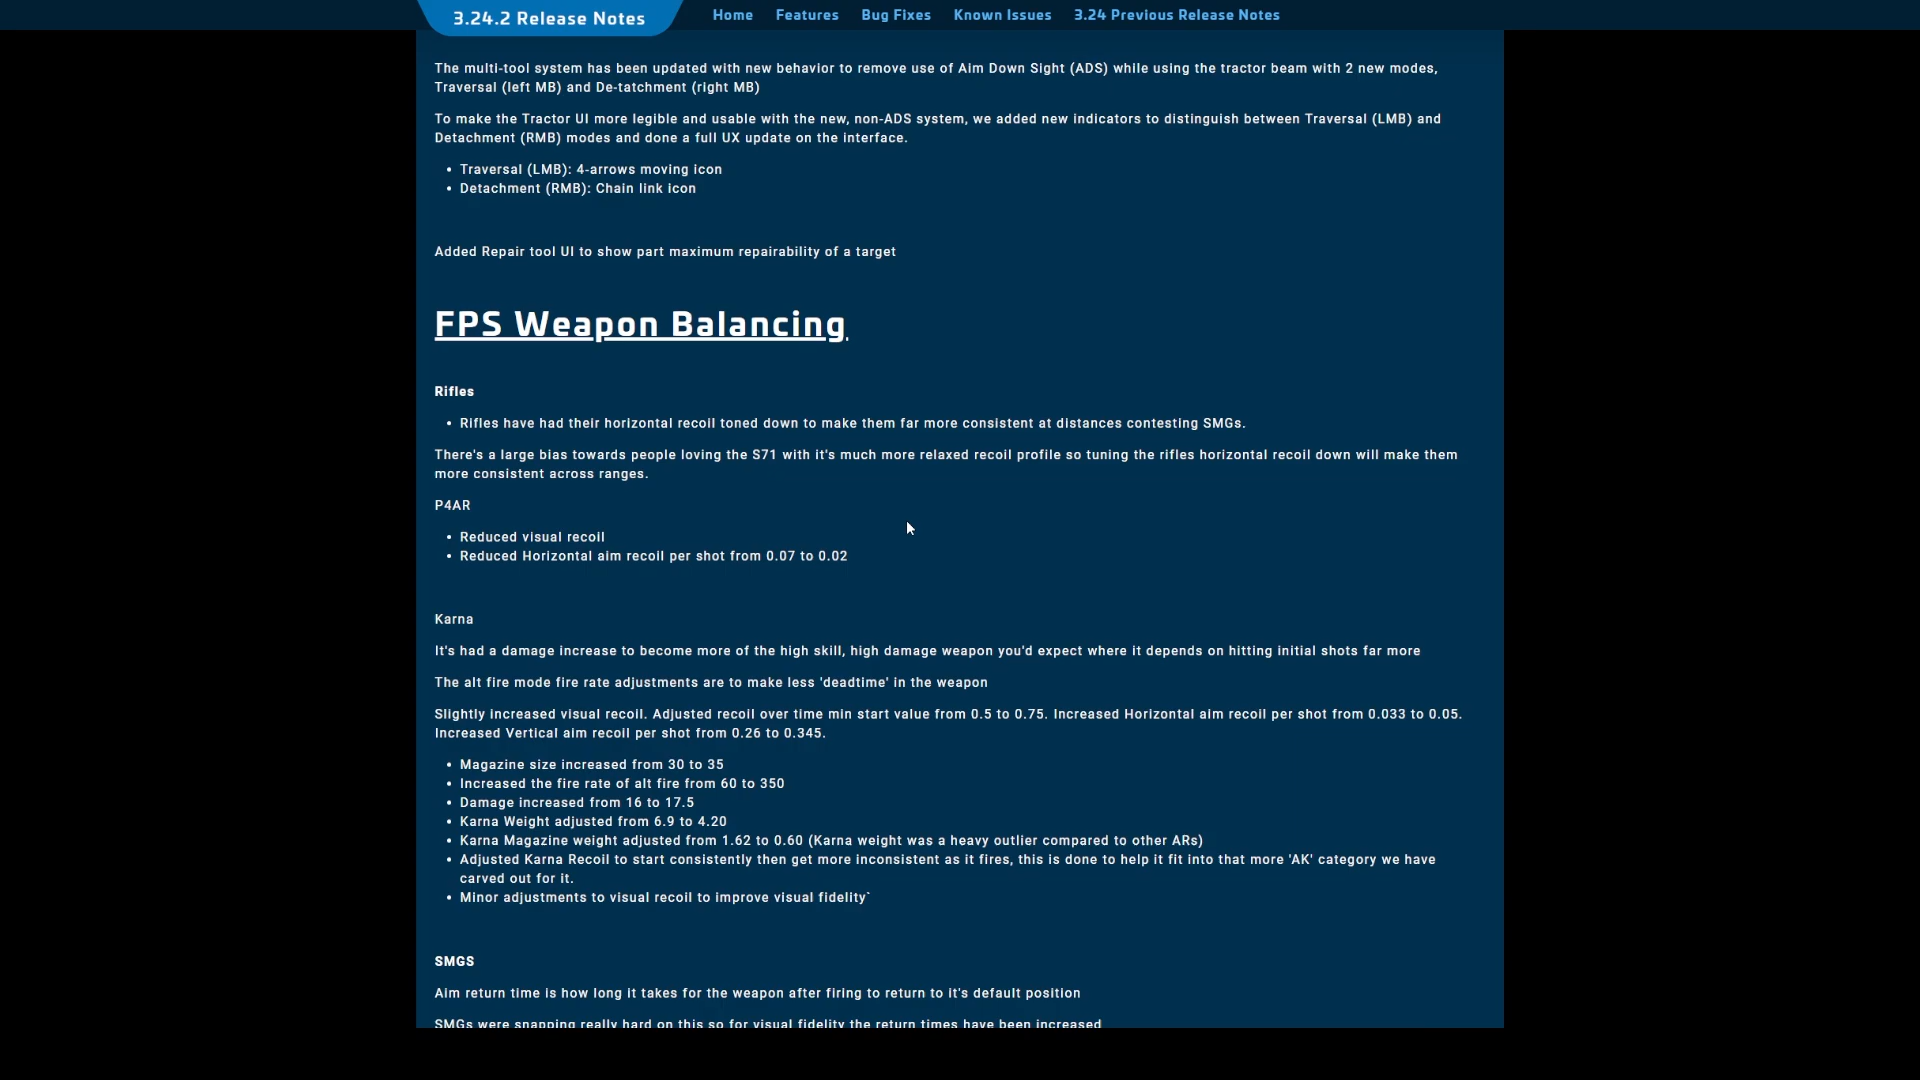 3.24.2 Release Notes
Home Features Bug Fixes Known Issues 3.24 Previous Release Notes
The multi-tool system has been updated with new behavior to remove use of Aim Down Sight (ADS) while using the tractor beam with 2 new modes,
Traversal (left MB) and De-tatchment (right MB)
To make the Tractor UI more legible and usable with the new, non-ADS system, we added new indicators to distinguish between Traversal (LMB) and
Detachment (RMB) modes and done a full UX update on the interface.
• Traversal (LMB): 4-arrows moving icon
• Detachment (RMB): Chain link icon
Added Repair tool UI to show part maximum repairability of a target
FPS Weapon Balancing
Rifles
• Rifles have had their horizontal recoil toned down to make them far more consistent at distances contesting SMGs.
There's a large bias towards people loving the S71 with it's much more relaxed recoil profile so tuning the rifles horizontal recoil down will make them
more consistent across ranges.
P4AR
• Reduced visual recoil
• Reduced Horizontal aim recoil per shot from 0.07 to 0.02
Karna
It's had a damage increase to become more of the high skill, high damage weapon you'd expect where it depends on hitting initial shots far more
The alt fire mode fire rate adjustments are to make less 'deadtime' in the weapon
Slightly increased visual recoil. Adjusted recoil over time min start value from 0.5 to 0.75. Increased Horizontal aim recoil per shot from 0.033 to 0.05.
Increased Vertical aim recoil per shot from 0.26 to 0.345.
• Magazine size increased from 30 to 35
• Increased the fire rate of alt fire from 60 to 350
• Damage increased from 16 to 17.5
• Karna Weight adjusted from 6.9 to 4.20
• Karna Magazine weight adjusted from 1.62 to 0.60 (Karna weight was a heavy outlier compared to other ARs)
• Adjusted Karna Recoil to start consistently then get more inconsistent as it fires, this is done to help it fit into that more 'AK' category we have
carved out for it.
• Minor adjustments to visual recoil to improve visual fidelity`
SMGS
Aim return time is how long it takes for the weapon after firing to return to it's default position
SMGs were snapping really hard on this so for visual fidelity the return times have been increased